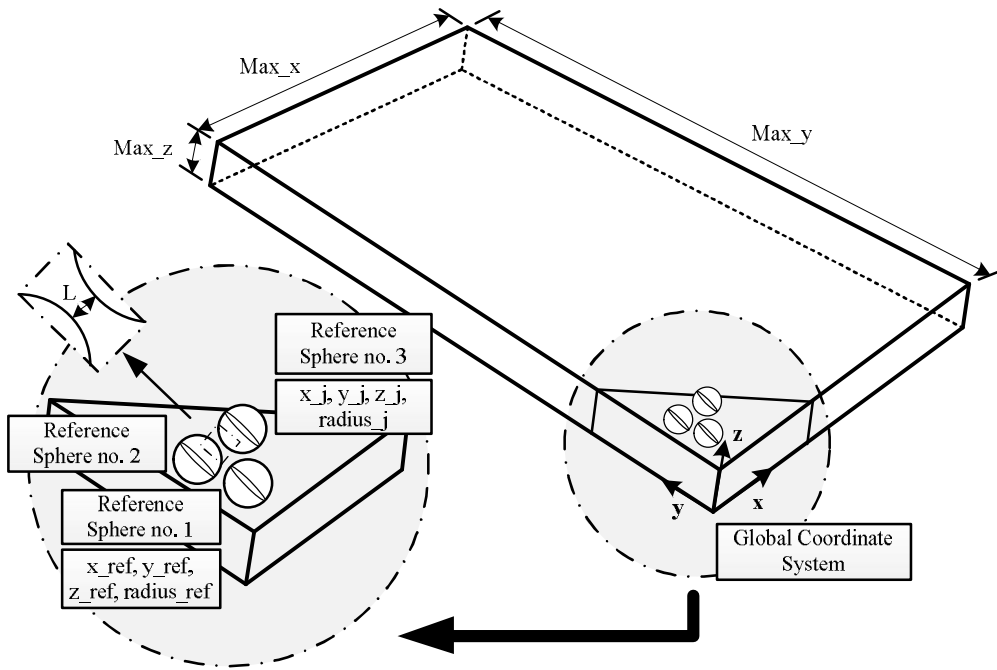 Max_x
Max_y
Max_z
L
Reference
Sphere no. 3
x_j, y_j, z_j,
radius_j
Reference
Sphere no. 2
Reference
Sphere no. 1
x_ref, y_ref,
z_ref, radius_ref
z
y
x
Global Coordinate
System